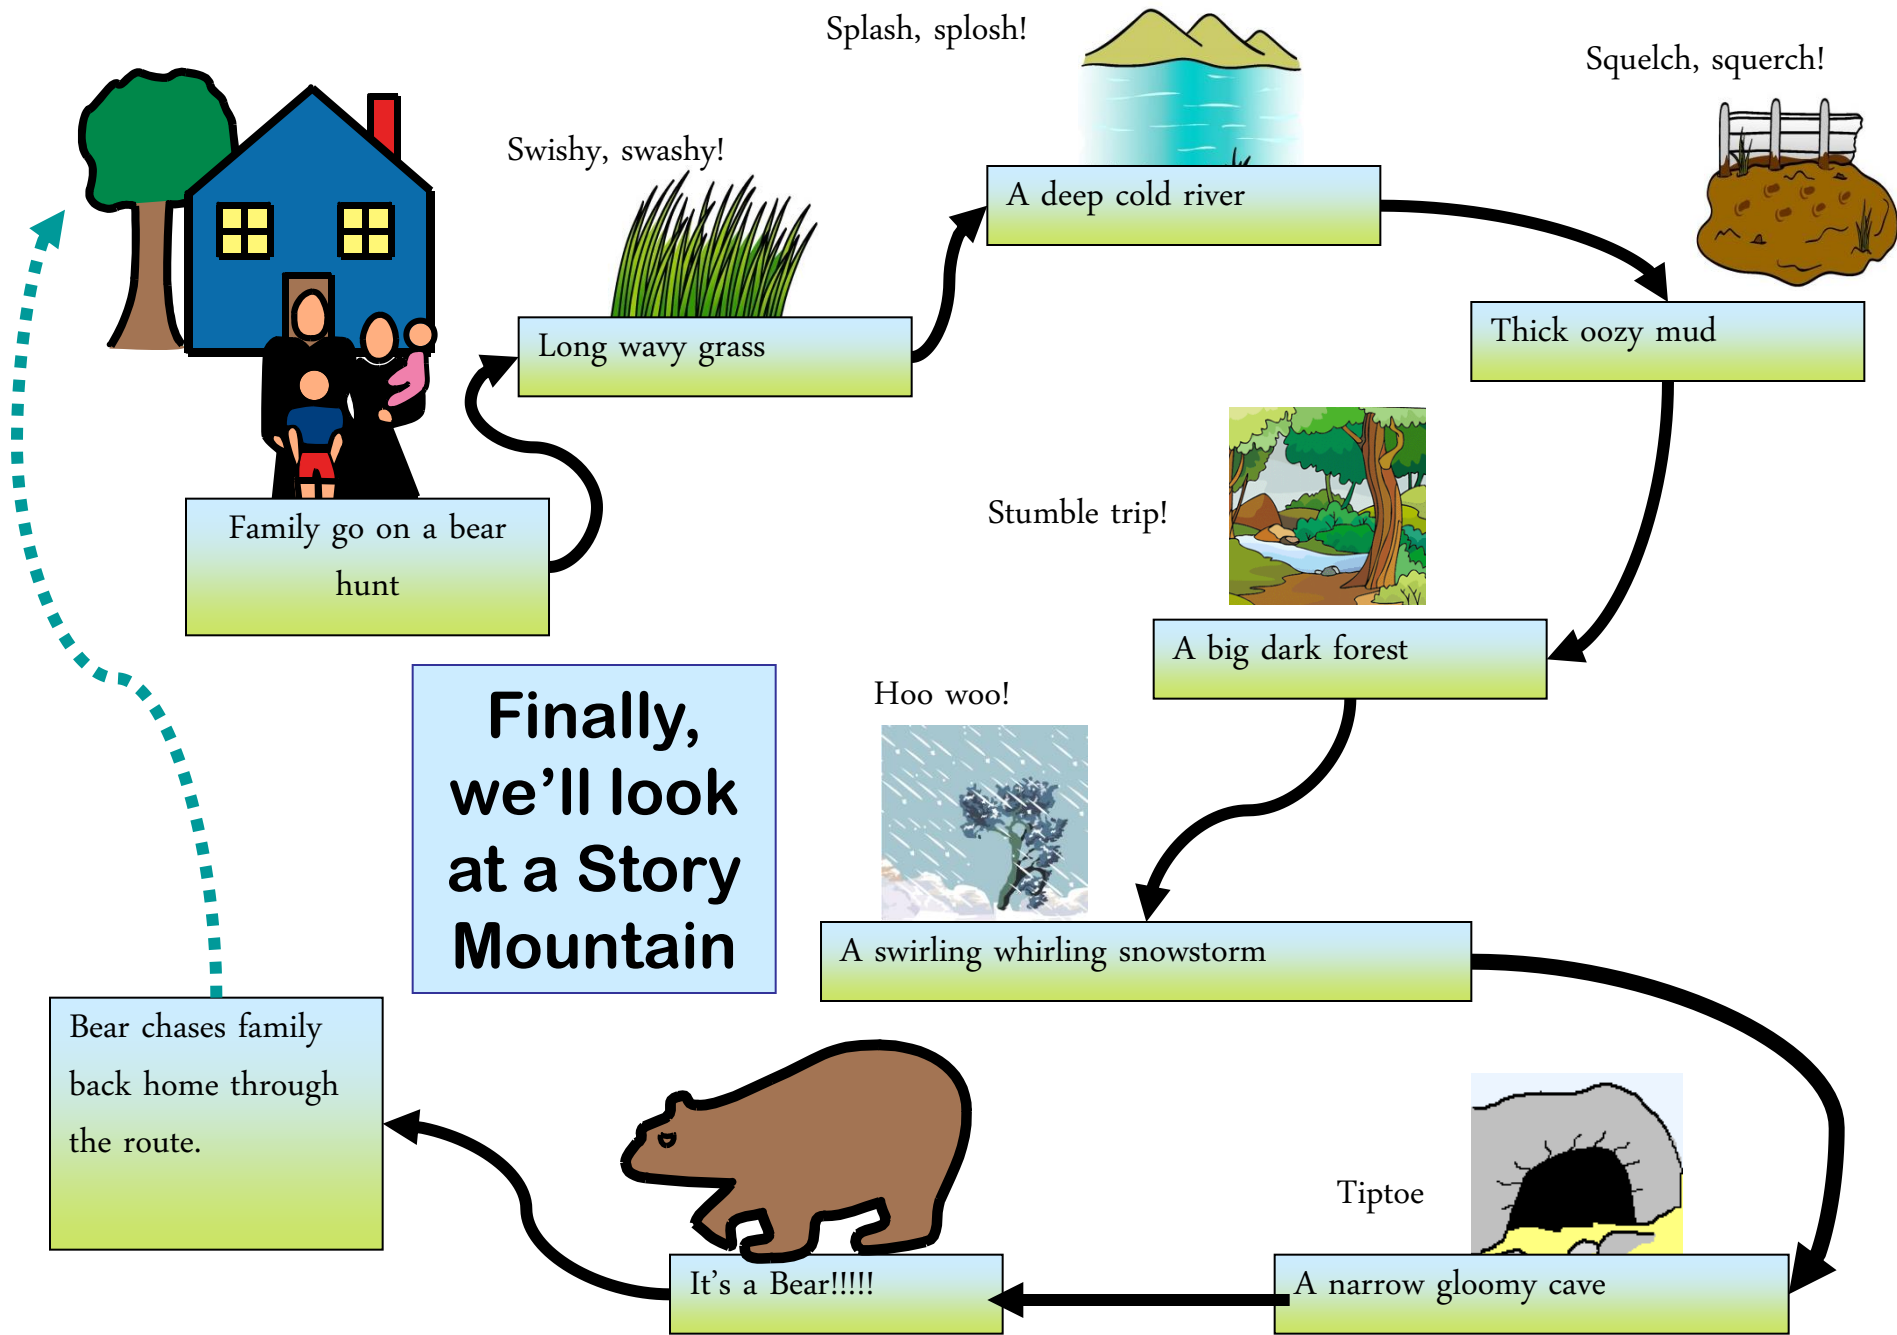 Splash, splosh!
Squelch, squerch!
Swishy, swashy!
A deep cold river
Long wavy grass
Thick oozy mud
Stumble trip!
Family go on a bear
hunt
A big dark forest
Hoo woo!
Finally,
we’ll look
at a Story
Mountain
A swirling whirling snowstorm
Bear chases family
back home through
the route.
Tiptoe
It’s a Bear!!!!!
A narrow gloomy cave